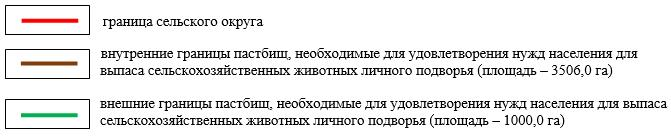 граница сельского округа
внутренние границы пастбищ, необходимые для удовлетворения нужд населения для
выпаса сельскохозяйственных животных личного подворья (площадь – 3506,0 га)
внешние границы пастбищ, необходимые для удовлетворения нужд населения для выпаса
сельскохозяйственных животных личного подворья (площадь – 1000,0 га)